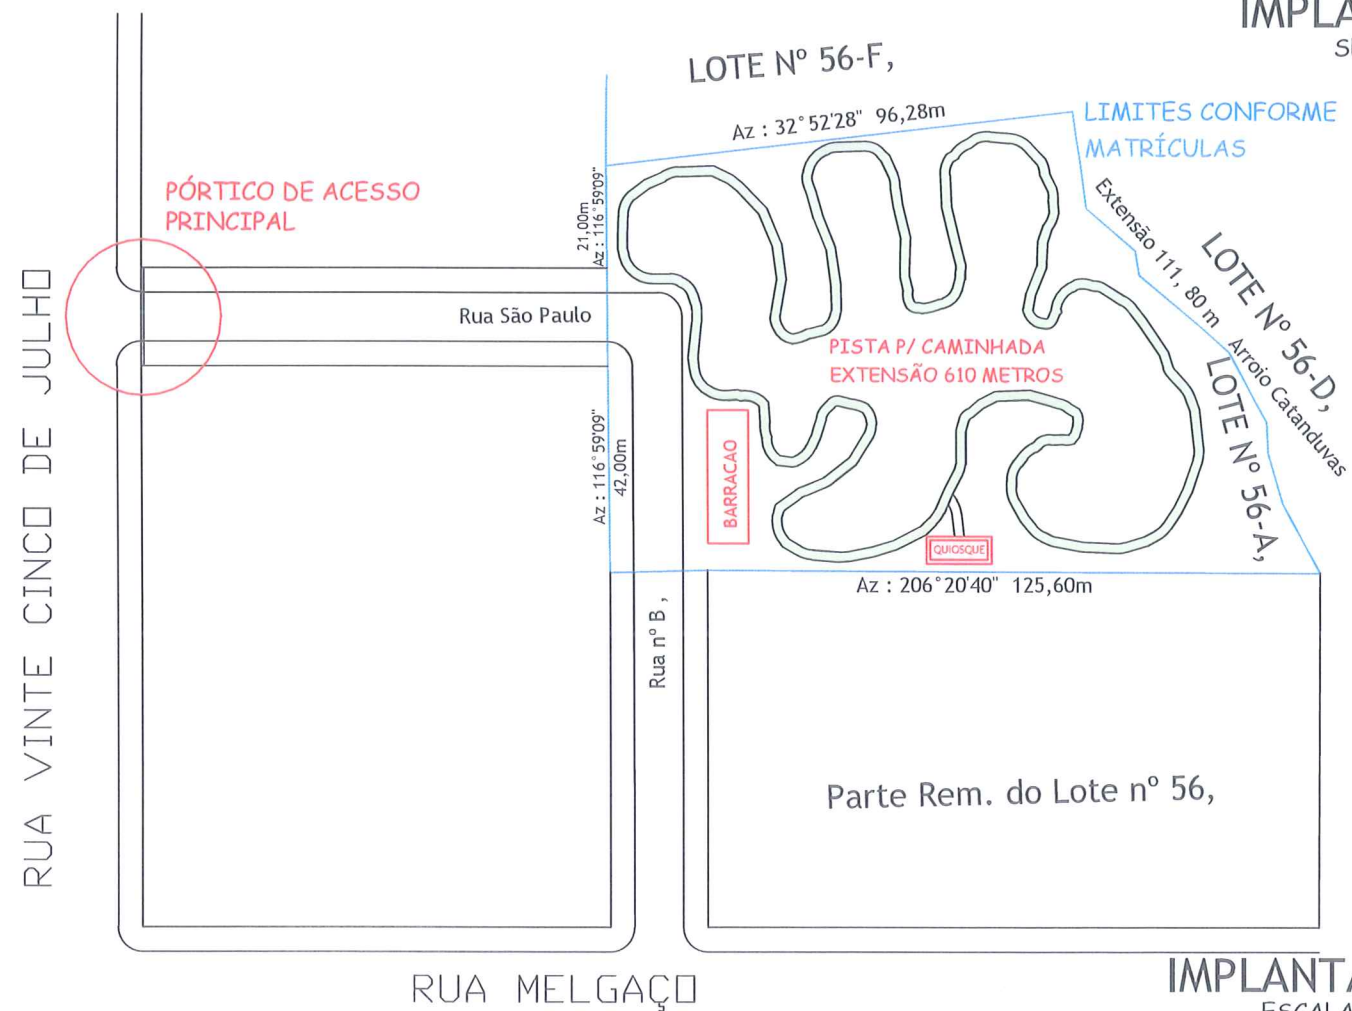 IMPLA
LOTE Nº 56-F,
Az : 32°52'28" 96,28m
LIMITES CONFORME
MATRÍCULAS
PÓRTICO DE ACESSO
PRINCIPAL
21,00m
Az : 116°59'09"
Extensão 111, 80 m Arroio Catanduvas
LOTE Nº 56-D,
LOTE Nº 56-A,
Rua São Paulo
PISTA P/ CAMINHADA
EXTENSÃO 610 METROS
Az : 116°59'09"
42,00m
BARRACAO
QUIOSQUE
Az : 206°20'40" 125,60m
Rua nº B ,
RUA VINTE CINCO DE JULHO
Parte Rem. do Lote nº 56,
RUA MELGAÇO
IMPLANTA
ESCALA